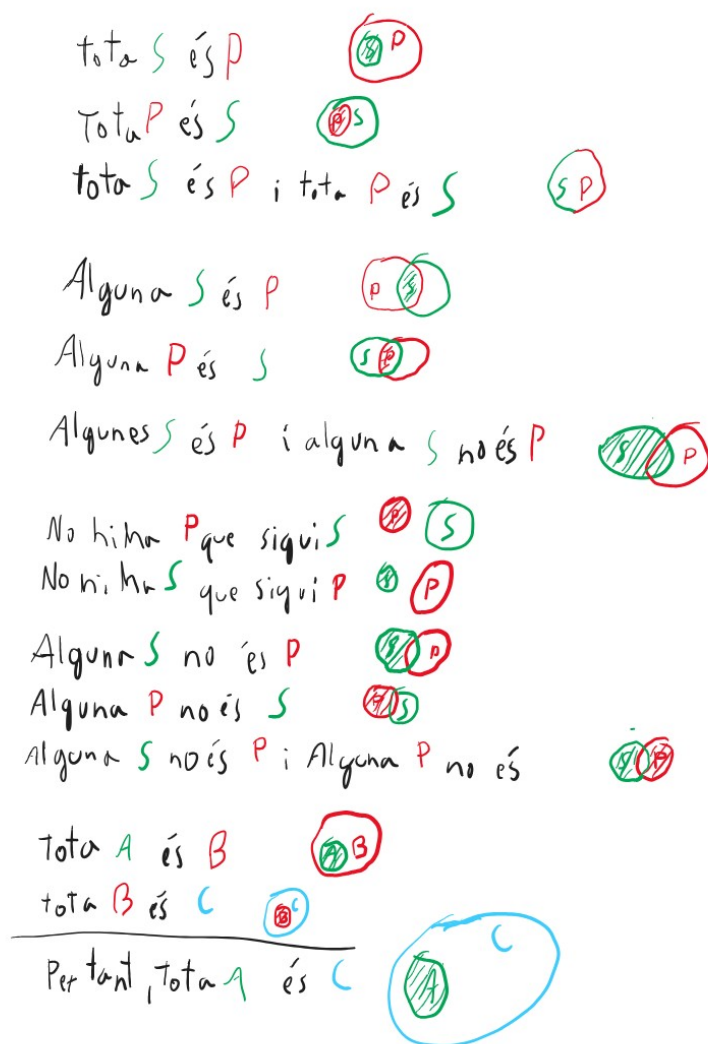 tota S és P S P
Tota P és S P S
tota S és P i tota P és S S P
Alguna S és P P S
Alguna P és S S P
Algunes S és P i alguna S no és P S P
No hi ha P que sigui S P S
No hi ha S que sigui P S P
Alguna S no és P S P
Alguna P no és S P S
Alguna S no és P i Alguna P no és S P
tota A és B A B
tota B és C B C
Per tant, Tota A és C A C